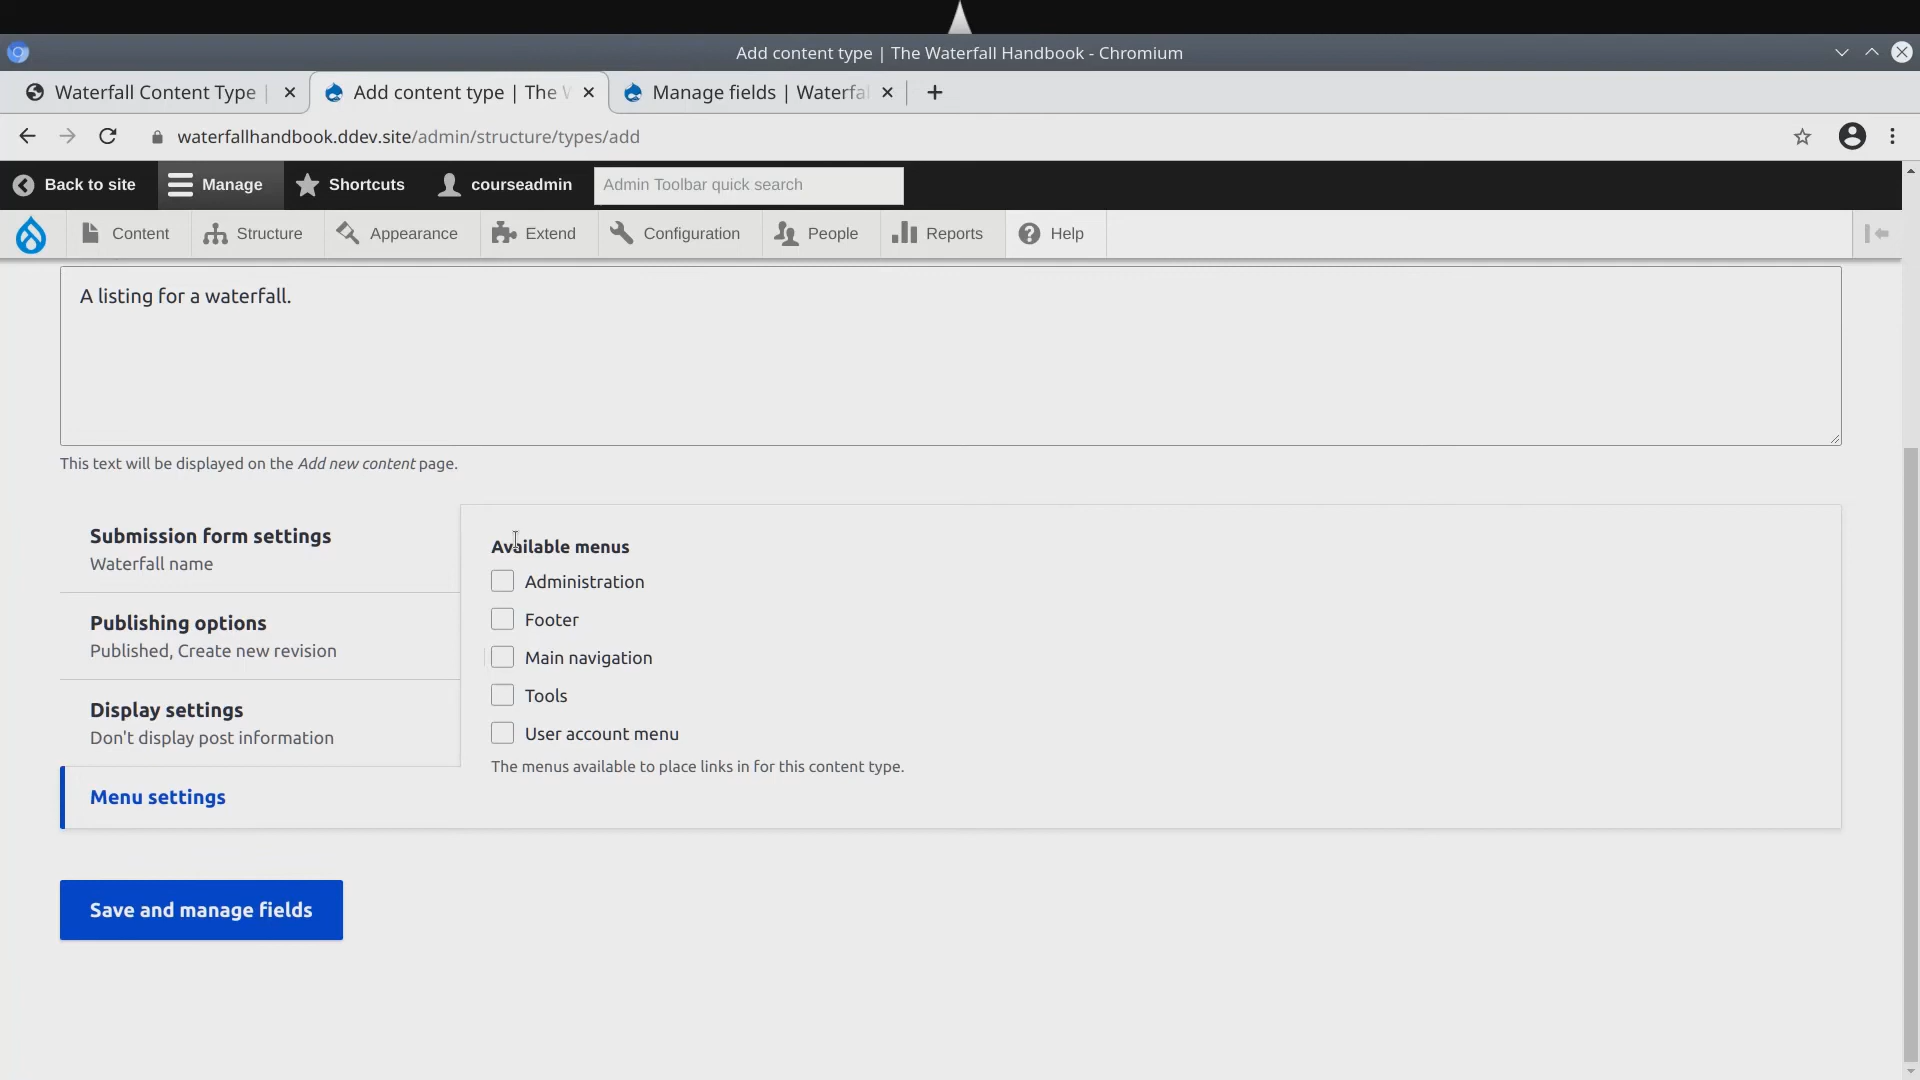 Add content type | The Waterfall Handbook - Chromium
Waterfall Content Type |
Add content type | The W
Manage fields | Waterfal
waterfallhandbook.ddev.site/admin/structure/types/add
Back to site
Manage
Shortcuts
courseadmin
Admin Toolbar quick search
Content
Structure
Appearance
Extend
Configuration
People
Reports
Help
A listing for a waterfall.
This text will be displayed on the Add new content page.
Submission form settings
Waterfall name
Publishing options
Published, Create new revision
Display settings
Don't display post information
Menu settings
Available menus
Administration
Footer
Main navigation
Tools
User account menu
The menus available to place links in for this content type.
Save and manage fields